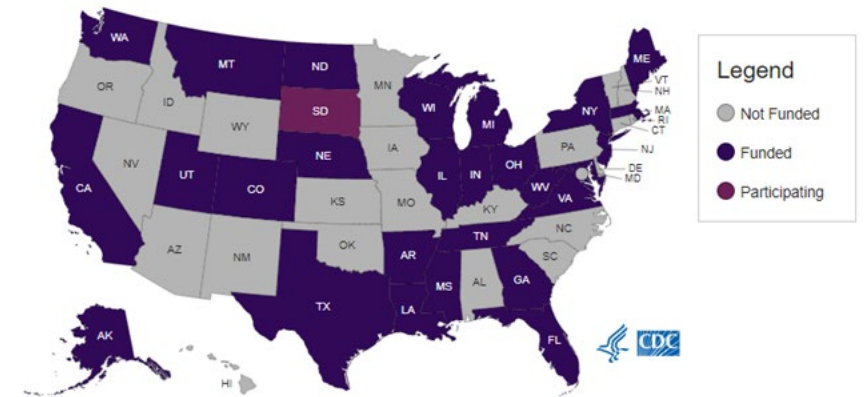 WA
MT
ND
MN
ME
VT
NH
OR
ID
WY
SD
WI
MI
NY
MA
RI
CT
NV
UT
CO
NE
IA
IL
IN
OH
PA
NJ
DE
MD
CA
KS
MO
KY
WV
VA
AZ
NM
OK
AR
TN
NC
SC
TX
LA
MS
AL
GA
FL
AK
HI
CDC
Legend
Not Funded
Funded
Participating